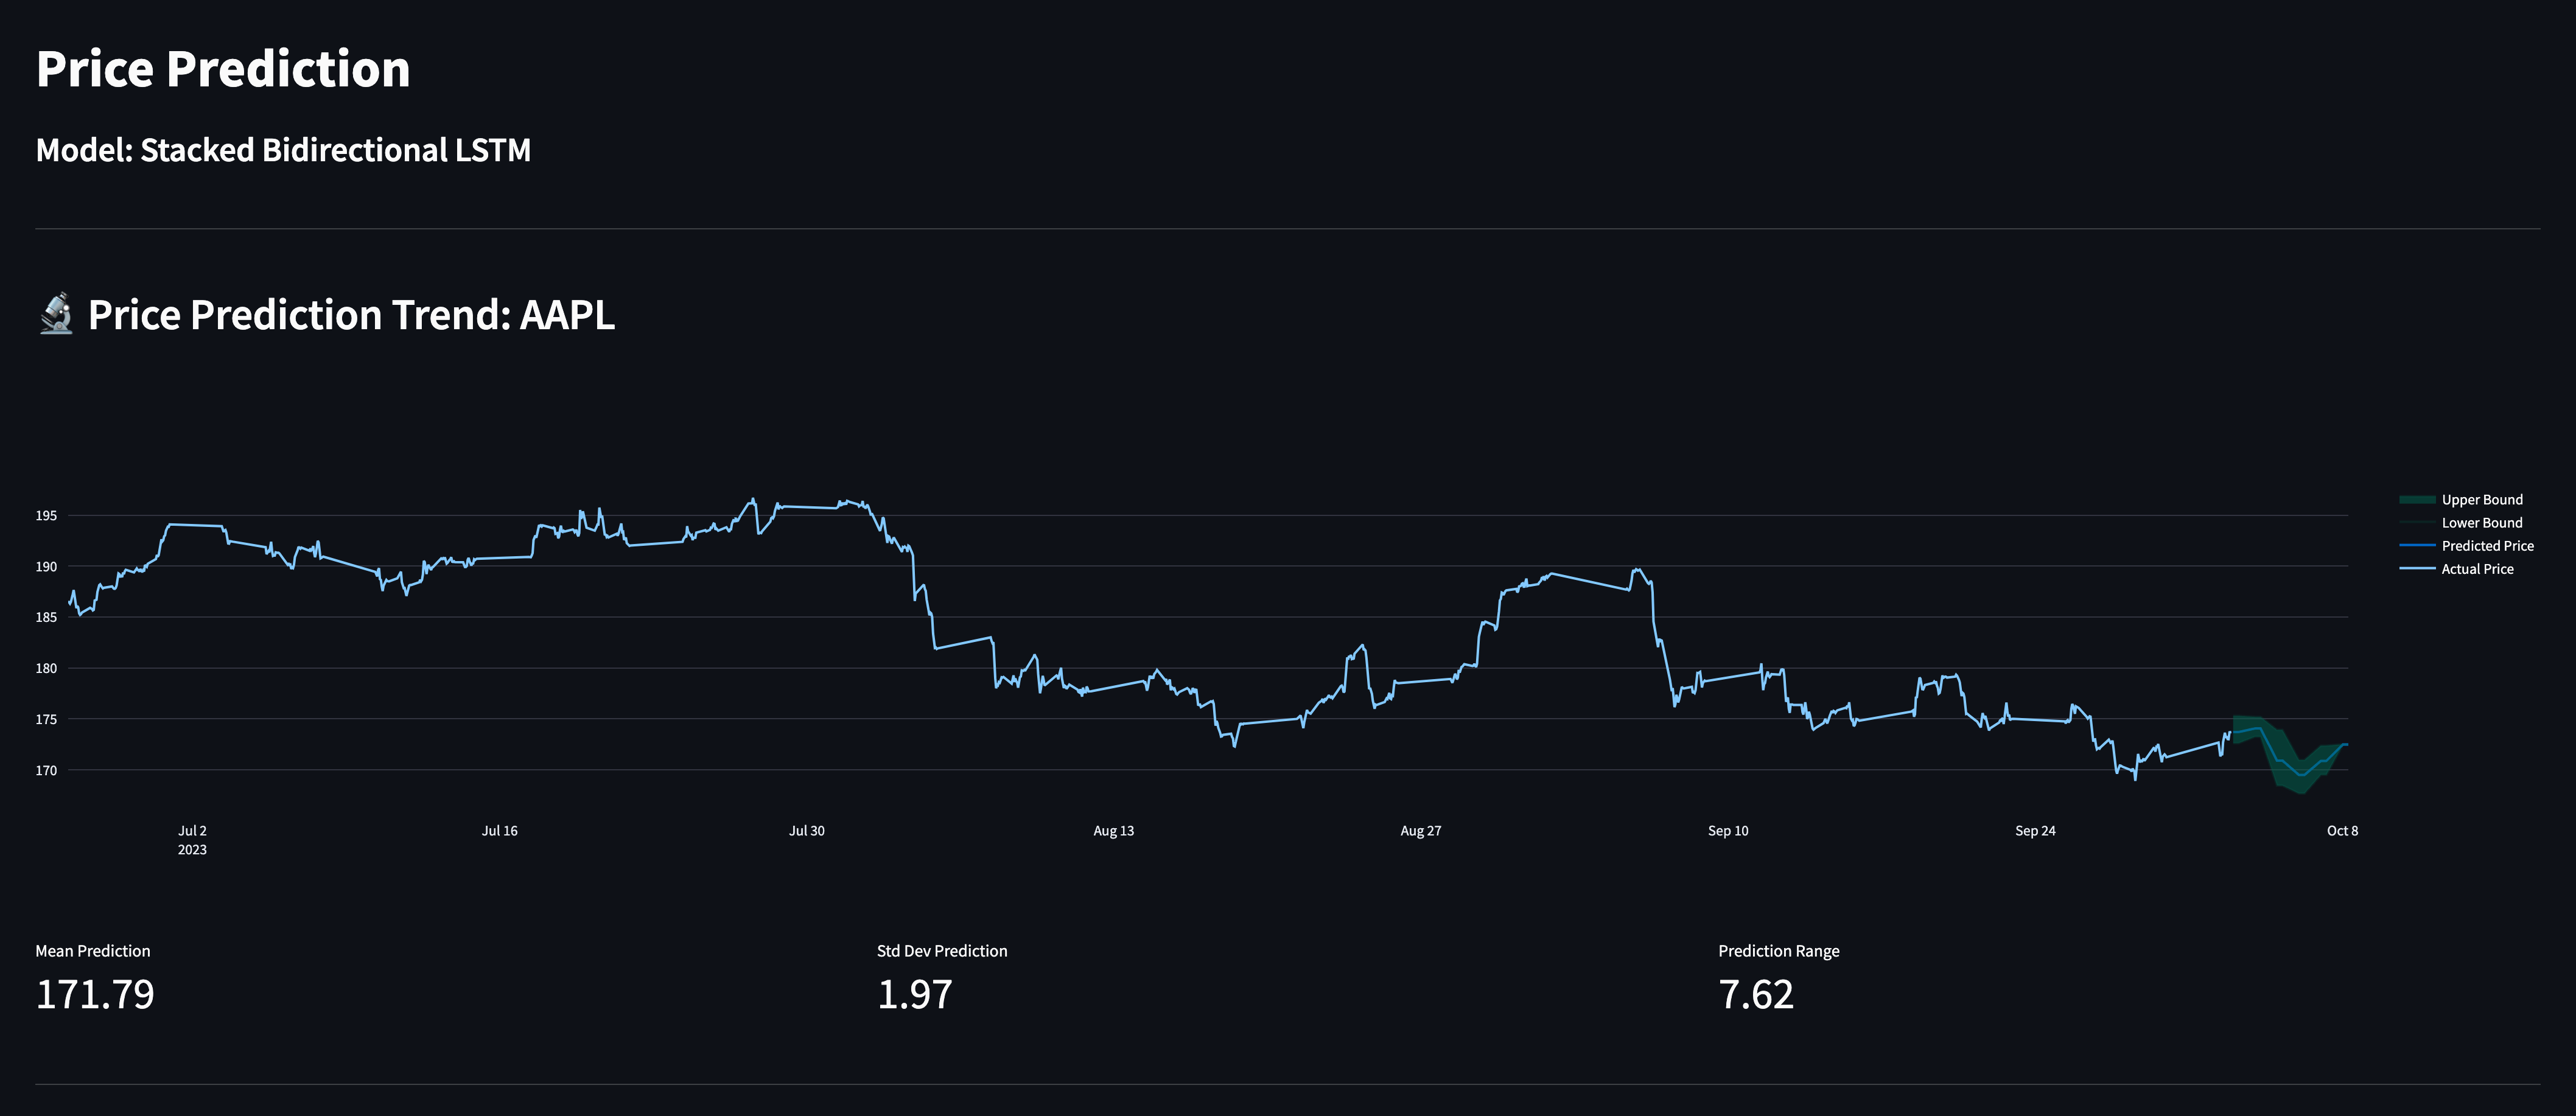 Price Prediction
Model: Stacked Bidirectional LSTM
Price Prediction Trend: AAPL
195
190
185
180
175
170
Jul 2
2023
Jul 16
Jul 30
Aug 13
Aug 27
Sep 10
Sep 24
Oct 8
Upper Bound
Lower Bound
Predicted Price
Actual Price
Mean Prediction
171.79
Std Dev Prediction
1.97
Prediction Range
7.62